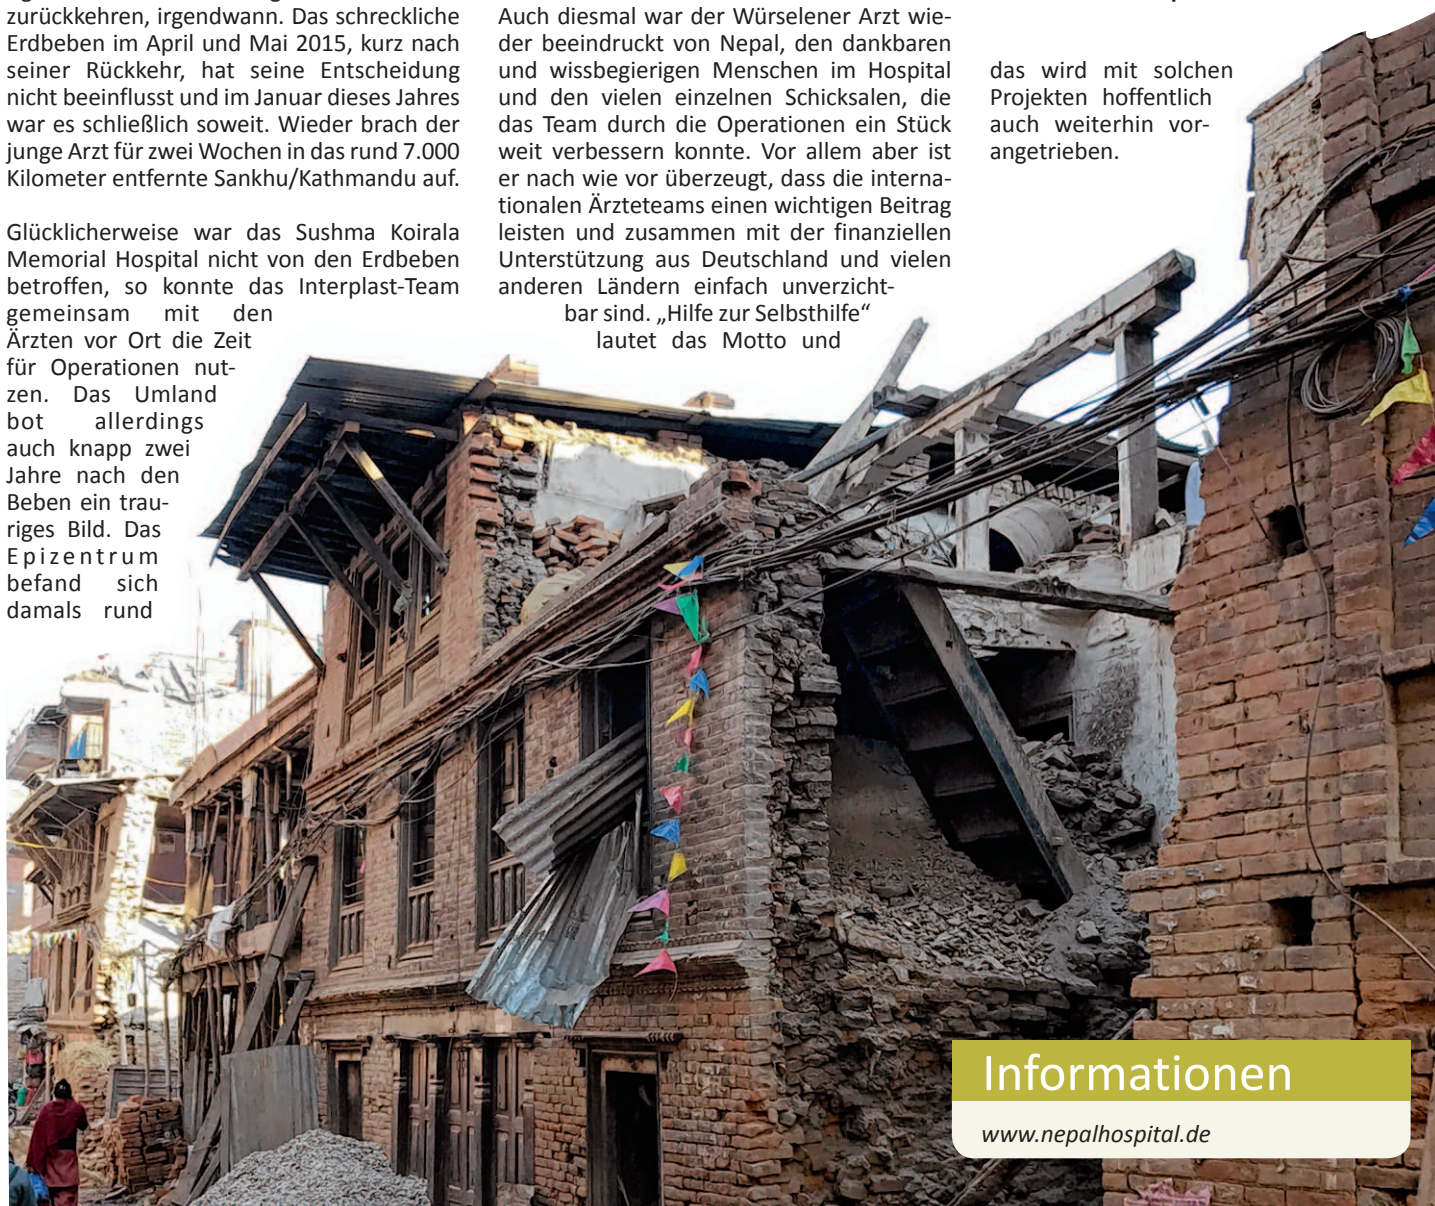 zurückkehren, irgendwann. Das schreckliche
Erdbeben im April und Mai 2015, kurz nach
seiner Rückkehr, hat seine Entscheidung
nicht beeinflusst und im Januar dieses Jahres
war es schließlich soweit. Wieder brach der
junge Arzt für zwei Wochen in das rund 7.000
Kilometer entfernte Sankhu/Kathmandu auf.
Glücklicherweise war das Sushma Koirala
Memorial Hospital nicht von den Erdbeben
betroffen, so konnte das Interplast-Team
gemeinsam mit den
Ärzten vor Ort die Zeit
für Operationen nut-
zen. Das Umland
bot allerdings
auch knapp zwei
Jahre nach den
Beben ein trau-
riges Bild. Das
Epizentrum
befand sich
damals rund
Auch diesmal war der Würselener Arzt wie-
der beeindruckt von Nepal, den dankbaren
und wissbegierigen Menschen im Hospital
und den vielen einzelnen Schicksalen, die
das Team durch die Operationen ein Stück
weit verbessern konnte. Vor allem aber ist
er nach wie vor überzeugt, dass die interna-
tionalen Ärzteteams einen wichtigen Beitrag
leisten und zusammen mit der finanziellen
Unterstützung aus Deutschland und vielen
anderen Ländern einfach unverzicht-
bar sind. „Hilfe zur Selbsthilfe“
lautet das Motto und
das wird mit solchen
Projekten hoffentlich
auch weiterhin vor-
angetrieben.
Informationen
www.nepalhospital.de